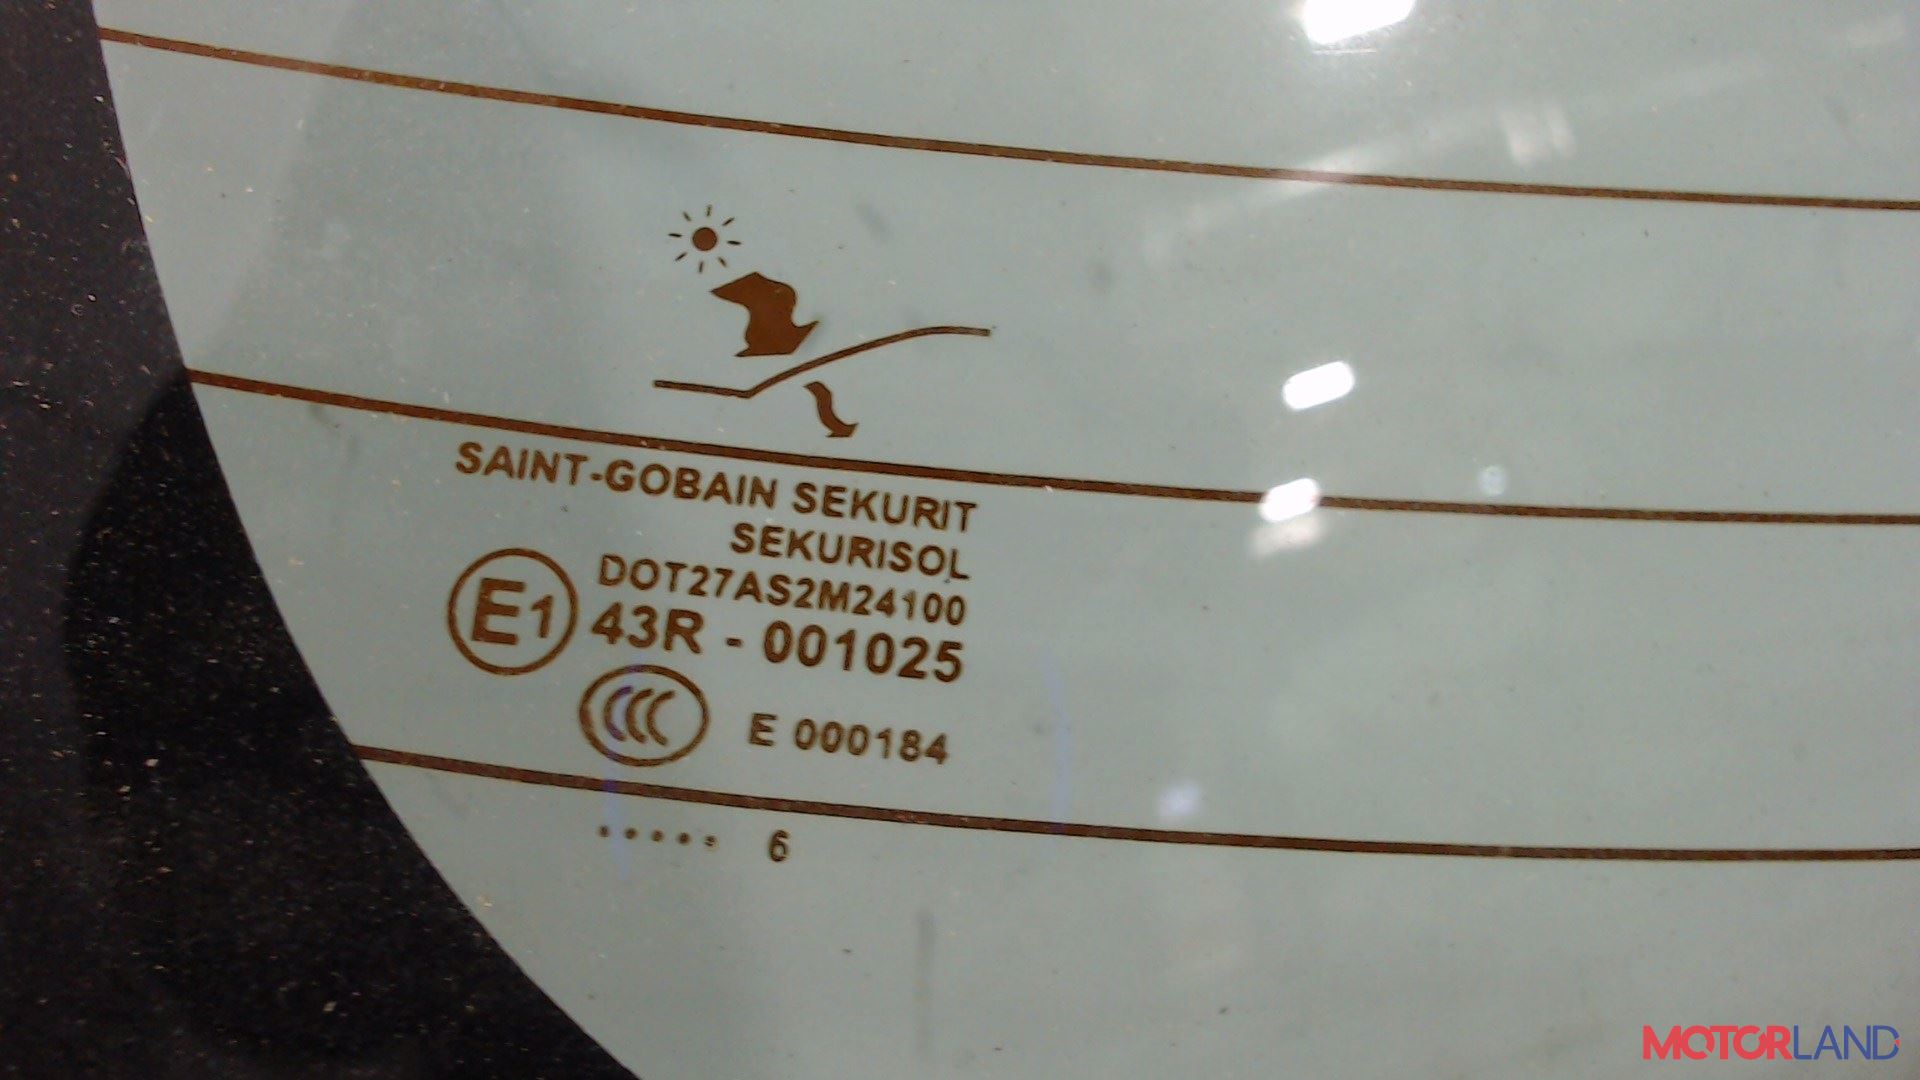 SAINT-GOBAIN SEKURIT
SEKURISOL
DOT27AS2M24100
E1 43R - 001025
CCC E 000184
..... 6
MOTORLAND